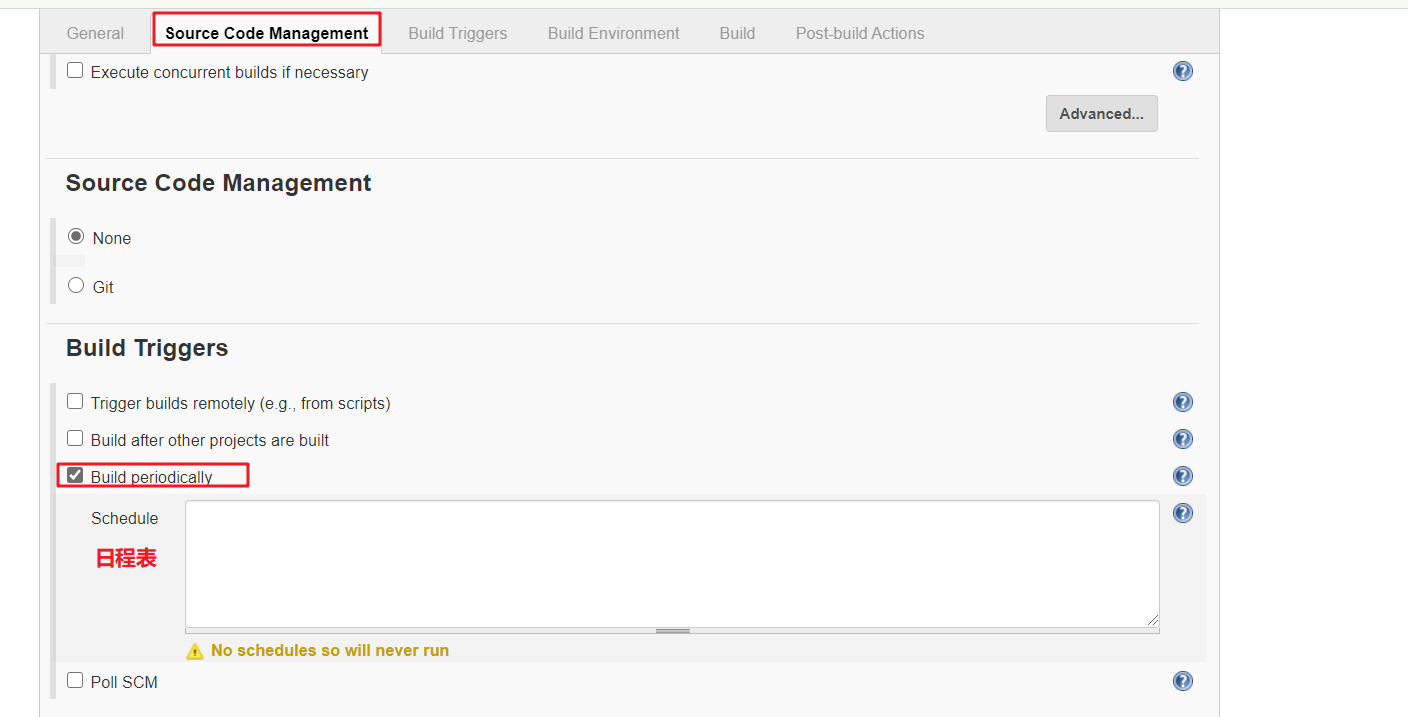 General Source Code Management Build Triggers Build Environment Build Post-build Actions
Execute concurrent builds if necessary
Advanced...
Source Code Management
None
Git
Build Triggers
Trigger builds remotely (e.g., from scripts)
Build after other projects are built
Build periodically
Schedule
日程表
No schedules so will never run
Poll SCM